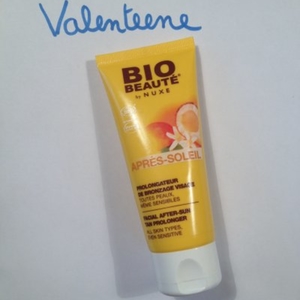 Valenteene
BIO
BEAUTÉ
by NUXE
APRÈS-SOLEIL
PROLONGATEUR
DE BRONZAGE VISAGE
TOUTES PEAUX,
MÊME SENSIBLES
FACIAL AFTER-SUN
TAN PROLONGER
ALL SKIN TYPES,
EVEN SENSITIVE